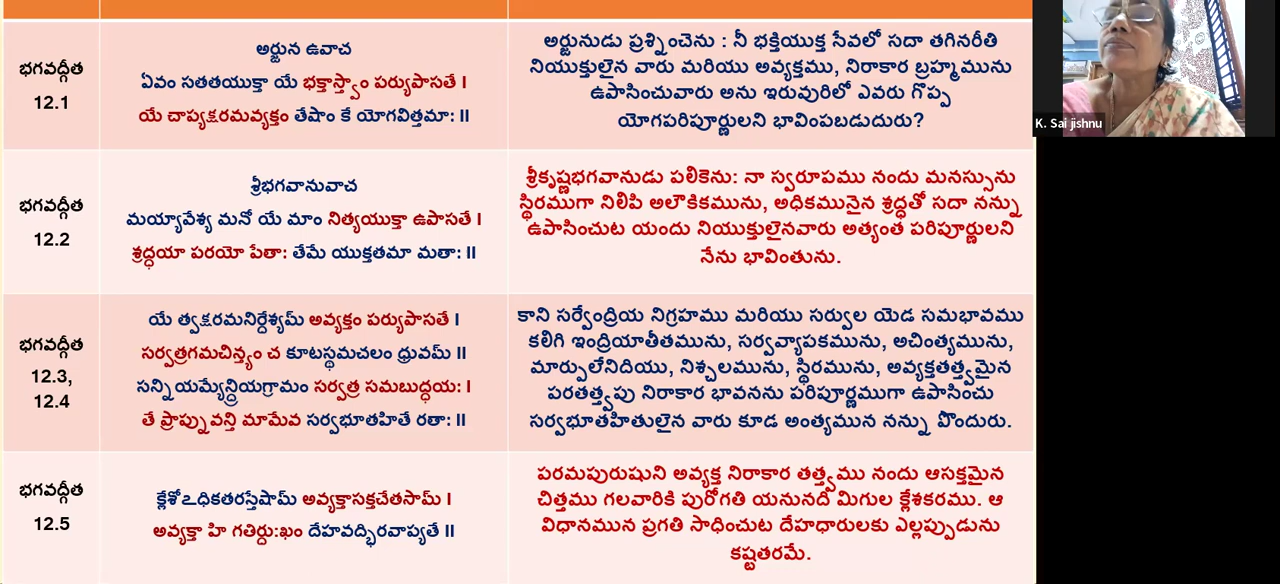 భగవద్గీత
12.1
అర్జున ఉవాచ
ఏవం సతతయుక్తా యే భక్తాస్త్వాం పర్యుపాసతే I
యే చాప్యక్షరమవ్యక్తం తేషాం కే యోగవిత్తమా: II
అర్జునుడు ప్రశ్నించెను : నీ భక్తియుక్త సేవలో సదా తగినరీతి
నియుక్తులైన వారు మరియు అవ్యక్తము, నిరాకార బ్రహ్మమును
ఉపాసించువారు అను ఇరువురిలో ఎవరు గొప్ప
యోగపరిపూర్ణులని భావింపబడుదురు?
భగవద్గీత
12.2
శ్రీభగవానువాచ
మయ్యావేశ్య మనో యే మాం నిత్యయుక్తా ఉపాసతే I
శ్రద్ధయా పరయో పేతా: తేమే యుక్తతమా మతా: II
శ్రీకృష్ణభగవానుడు పలికెను: నా స్వరూపము నందు మనస్సును
స్థిరముగా నిలిపి అలౌకికమును, అధికమునైన శ్రద్ధతో సదా నన్ను
ఉపాసించుట యందు నియుక్తులైనవారు అత్యంత పరిపూర్ణులని
నేను భావింతును.
భగవద్గీత
12.3,
12.4
యే త్వక్షరమనిర్దేశ్యమ్ అవ్యక్తం పర్యుపాసతే I
సర్వత్రగమచిన్త్యం చ కూటస్థమచలం ధ్రువమ్ II
సన్నియమ్యేన్ద్రియగ్రామం సర్వత్ర సమబుద్ధయ: I
తే ప్రాప్నువన్తి మామేవ సర్వభూతహితే రతా: II
కాని సర్వేంద్రియ నిగ్రహము మరియు సర్వుల యెడ సమభావము
కలిగి ఇంద్రియాతీతమును, సర్వవ్యాపకమును, అచింత్యమును,
మార్పులేనిదియు, నిశ్చలమును, స్థిరమును, అవ్యక్తతత్త్వమైన
పరతత్త్వపు నిరాకార భావనను పరిపూర్ణముగా ఉపాసించు
సర్వభూతహితులైన వారు కూడ అంత్యమున నన్ను పొందురు.
భగవద్గీత
12.5
క్లేశోఽధికతరస్తేషామ్ అవ్యక్తాసక్తచేతసామ్ I
అవ్యక్తా హి గతిర్దు:ఖం దేహవద్భిరవాప్యతే II
పరమపురుషుని అవ్యక్త నిరాకార తత్త్వము నందు ఆసక్తమైన
చిత్తము గలవారికి పురోగతి యనునది మిగుల క్లేశకరము. ఆ
విధానమున ప్రగతి సాధించుట దేహధారులకు ఎల్లప్పుడును
కష్టతరమే.
K. Sai jishnu